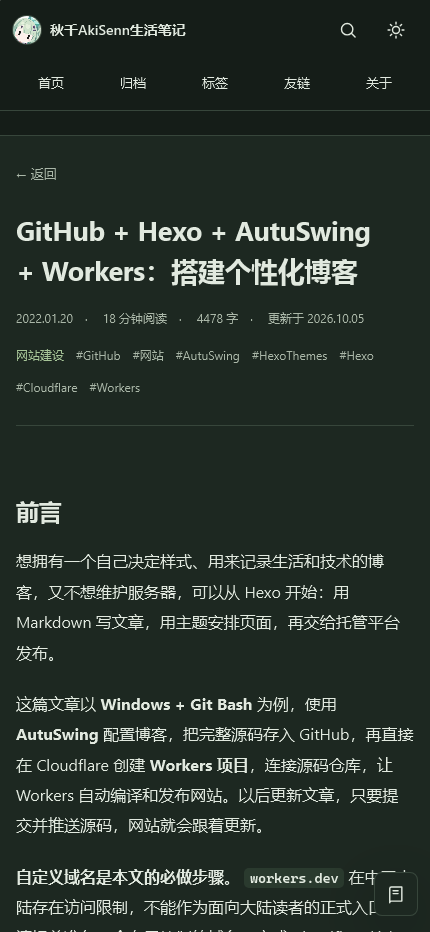 秋千AkiSenn生活笔记
首页 归档 标签 友链 关于
← 返回
GitHub + Hexo + AutuSwing
+ Workers：搭建个性化博客
2022.01.20 · 18 分钟阅读 · 4478 字 · 更新于 2026.10.05
网站建设 #GitHub #网站 #AutuSwing #HexoThemes #Hexo
#Cloudflare #Workers
前言
想拥有一个自己决定样式、用来记录生活和技术的博
客，又不想维护服务器，可以从 Hexo 开始：用
Markdown 写文章，用主题安排页面，再交给托管平台
发布。
这篇文章以 Windows + Git Bash 为例，使用
AutuSwing 配置博客，把完整源码存入 GitHub，再直接
在 Cloudflare 创建 Workers 项目，连接源码仓库，让
Workers 自动编译和发布网站。以后更新文章，只要提
交并推送源码，网站就会跟着更新。
自定义域名是本文的必做步骤。 workers.dev 在中
陆存在访问限制，不能作为面向大陆读者的正式入